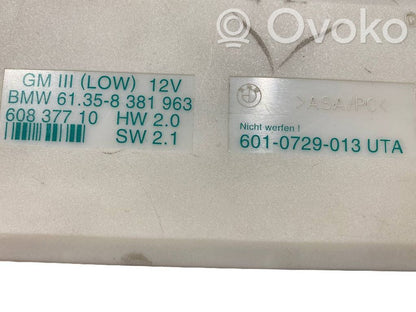 Ovoko
GM III (LOW) 12V
BMW 61.35-8 381 963
608 377 10 HW 2.0
SW 2.1
>ASA/PC<
Nicht werfen !
601-0729-013 UTA